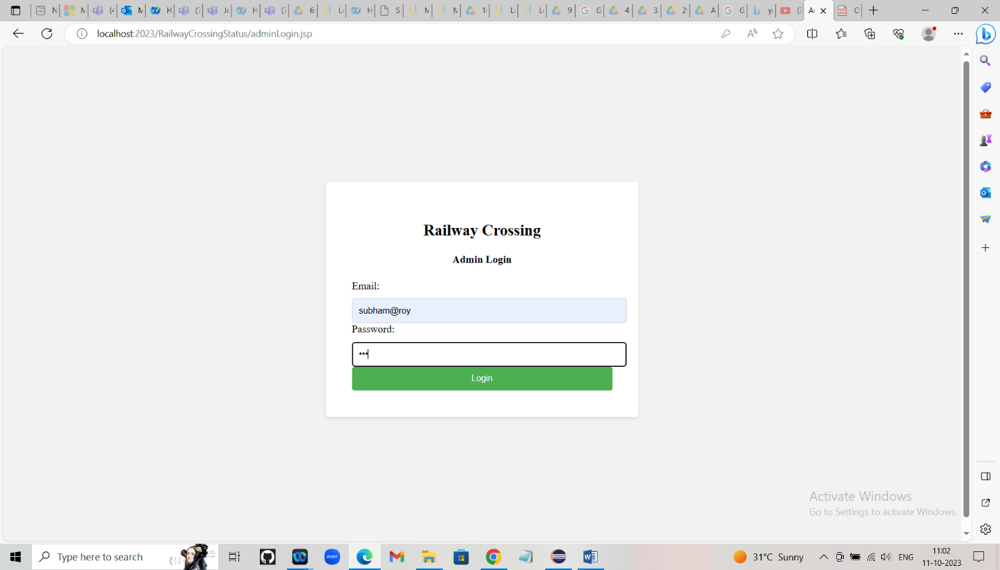 localhost:2023/RailwayCrossingStatus/adminLogin.jsp
Railway Crossing
Admin Login
Email:
subham@roy
Password:
•••
Login
Activate Windows
Go to Settings to activate Windows.
Type here to search
zoom
31°C Sunny
ENG
11:02
11-10-2023